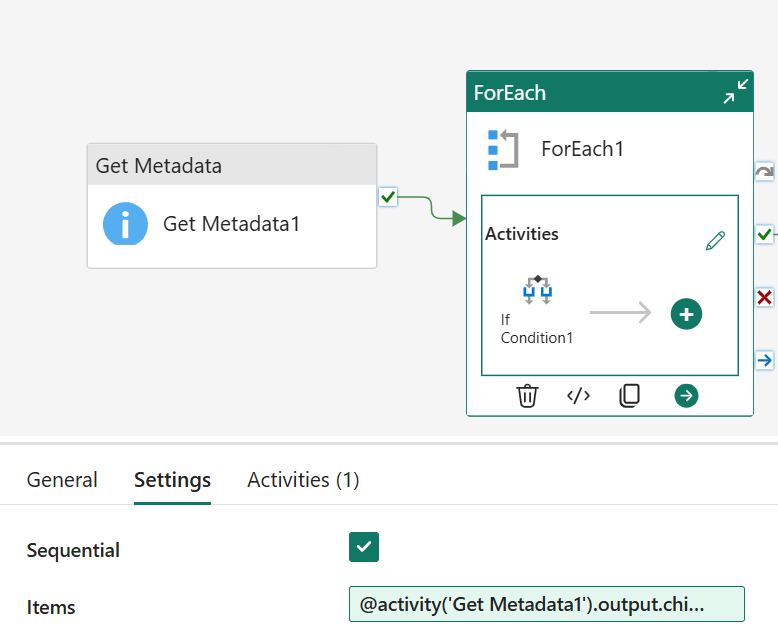 ForEach
ForEach1
Get Metadata
Get Metadata1
Activities
If
Condition1
General
Settings
Activities (1)
Sequential
Items
@activity('Get Metadata1').output.chi...